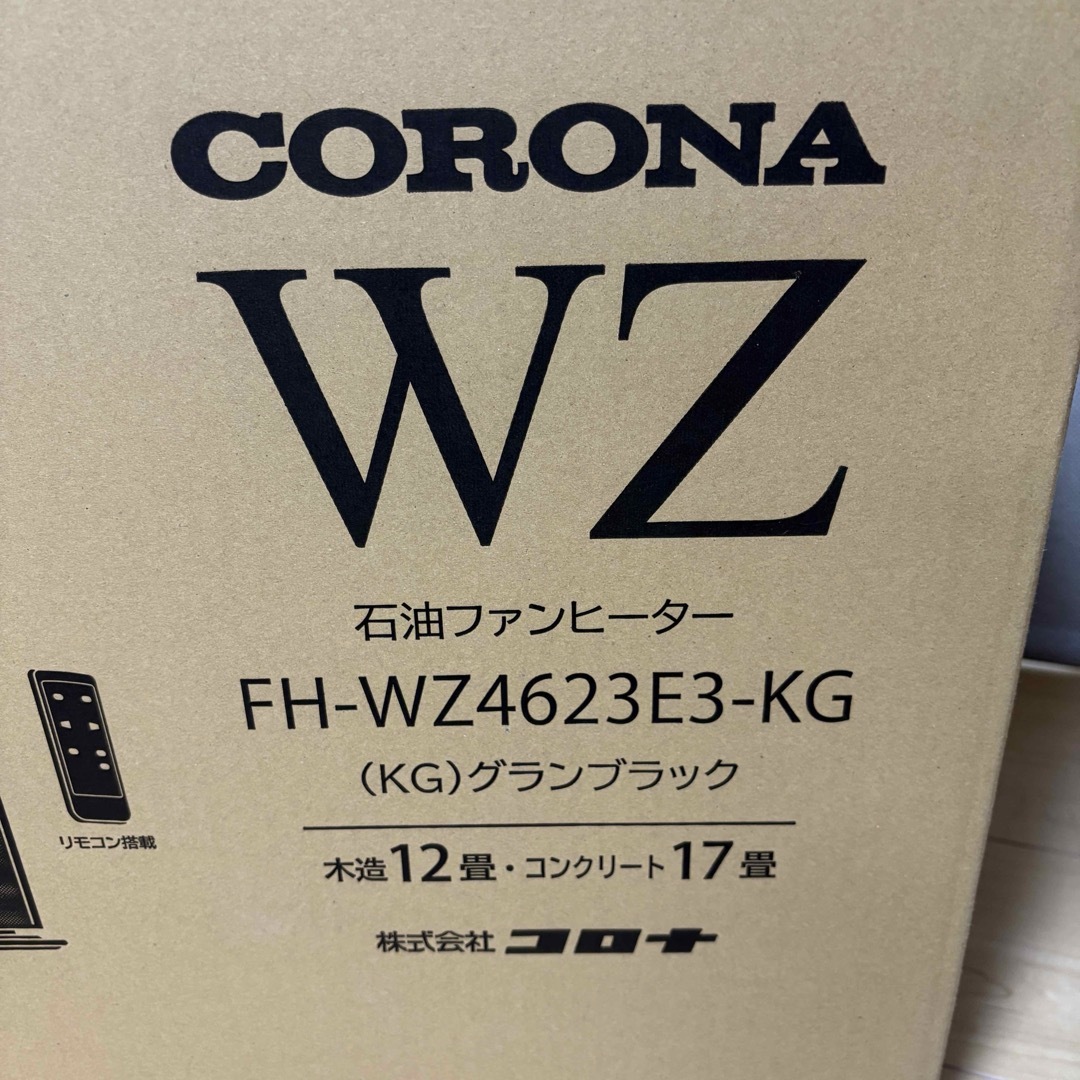 CORONA
WZ
石油ファンヒーター
FH-WZ4623E3-KG
(KG)グランブラック
リモコン搭載
木造12畳・コンクリート17畳
株式会社 コロナ